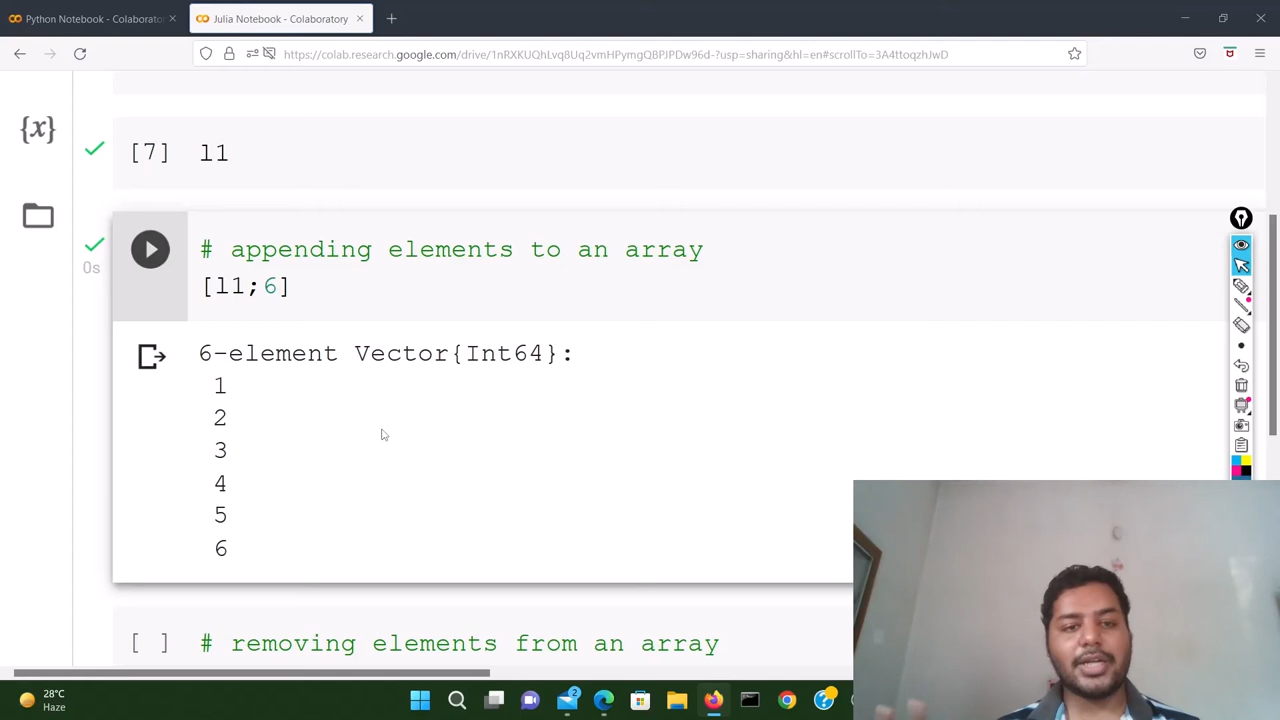 Python Notebook - Colaborato
Julia Notebook - Colaboratory
https://colab.research.google.com/drive/1nRXKUQhLvq8Uq2vmHPymgQBPJPDw96d-?usp=sharing&hl=en#scrollTo=3A4ttoqzhJwD
{x}
[7] l1
0s
# appending elements to an array
[l1;6]
6-element Vector{Int64}:
1
2
3
4
5
6
[ ] # removing elements from an array
28°C
Haze
2